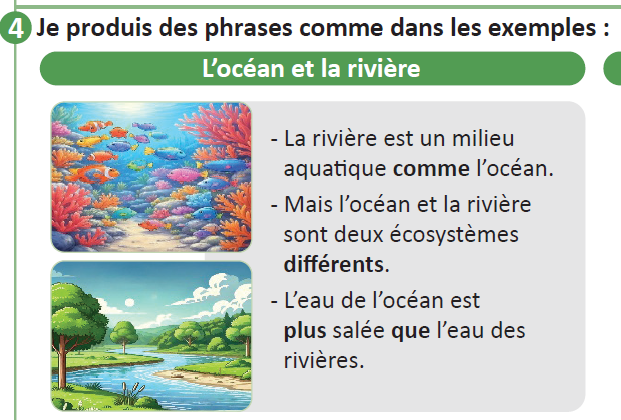 4 Je produis des phrases comme dans les exemples :
L’océan et la rivière
- La rivière est un milieu
aquatique comme l’océan.
- Mais l’océan et la rivière
sont deux écosystèmes
différents.
- L’eau de l’océan est
plus salée que l’eau des
rivières.